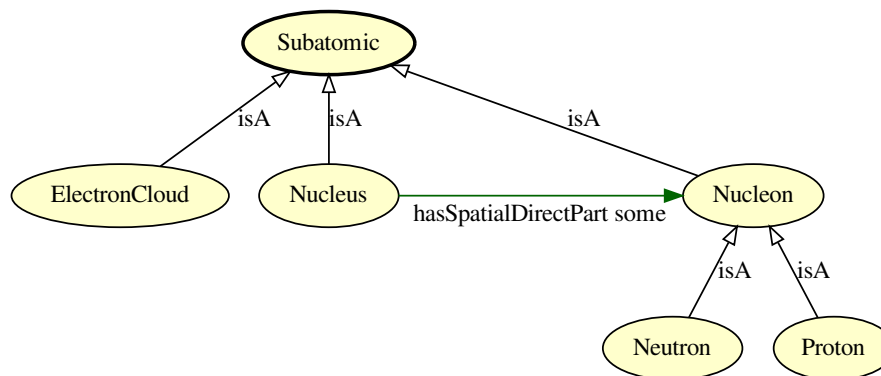 Subatomic
isA
isA
isA
ElectronCloud
Nucleus
hasSpatialDirectPart some
Nucleon
isA
isA
Neutron
Proton